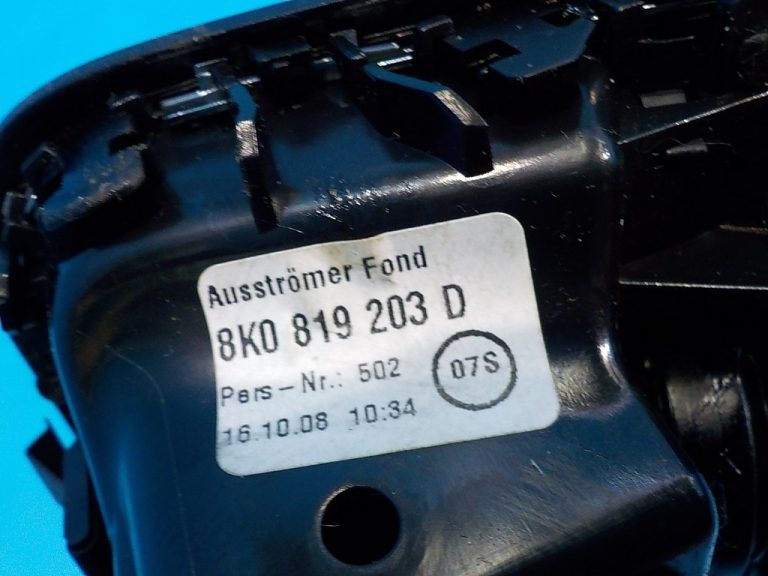 Ausströmer Fond
8K0 819 203 D
Pers-Nr.: 502
07S
16.10.08 10:34